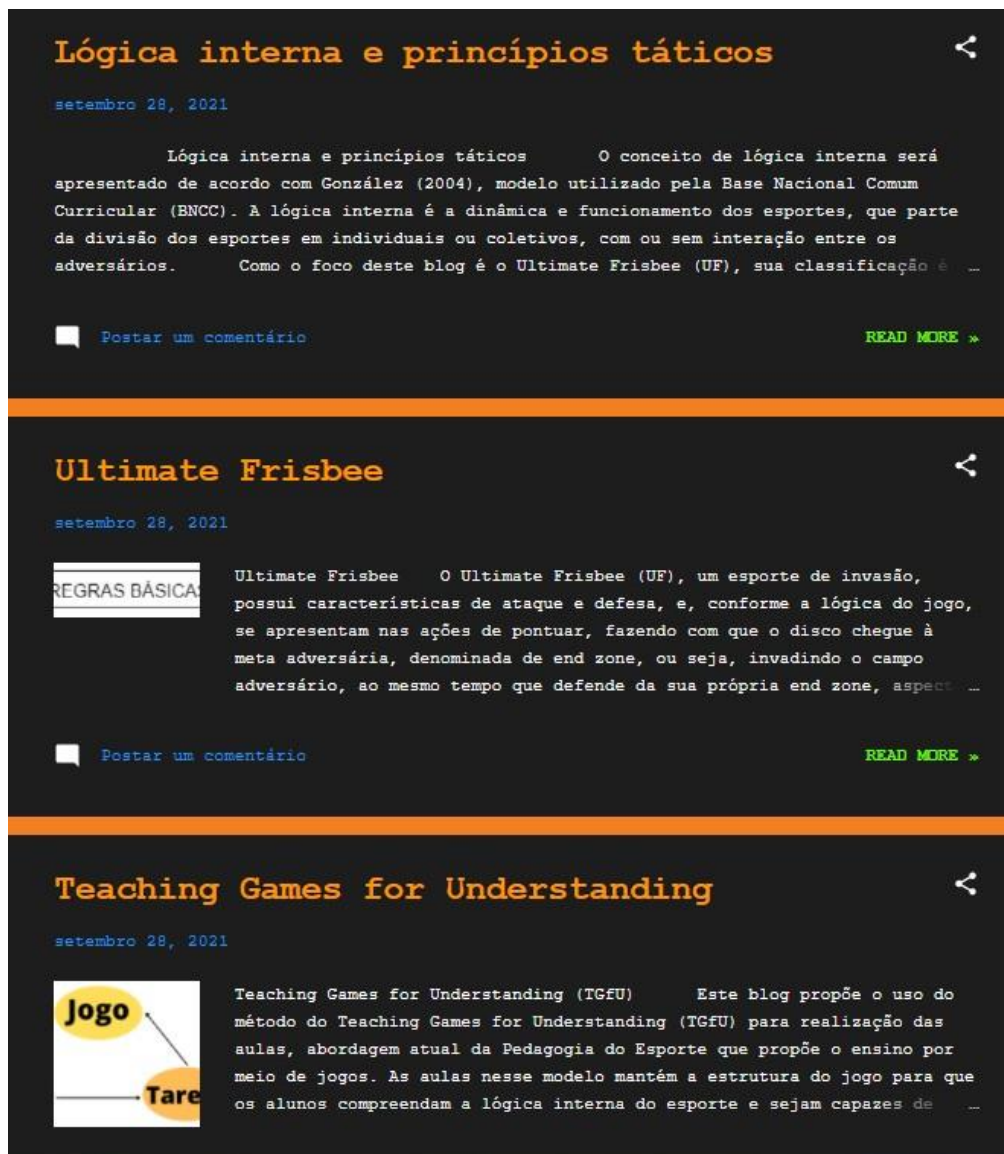 Lógica interna e princípios táticos
setembro 28, 2021
Lógica interna e princípios táticos O conceito de lógica interna será
apresentado de acordo com González (2004), modelo utilizado pela Base Nacional Comum
Curricular (BNCC). A lógica interna é a dinâmica e funcionamento dos esportes, que parte
da divisão dos esportes em individuais ou coletivos, com ou sem interação entre os
adversários. Como o foco deste blog é o Ultimate Frisbee (UF), sua classificação é …
Postar um comentário
READ MORE »
Ultimate Frisbee
setembro 28, 2021
REGRAS BÁSICAS
Ultimate Frisbee O Ultimate Frisbee (UF), um esporte de invasão,
possui características de ataque e defesa, e, conforme a lógica do jogo,
se apresentam nas ações de pontuar, fazendo com que o disco chegue à
meta adversária, denominada de end zone, ou seja, invadindo o campo
adversário, ao mesmo tempo que defende da sua própria end zone, aspect …
Postar um comentário
READ MORE »
Teaching Games for Understanding
setembro 28, 2021
Jogo
Tare
Teaching Games for Understanding (TGfU) Este blog propõe o uso do
método do Teaching Games for Understanding (TGfU) para realização das
aulas, abordagem atual da Pedagogia do Esporte que propõe o ensino por
meio de jogos. As aulas nesse modelo mantém a estrutura do jogo para que
os alunos compreendam a lógica interna do esporte e sejam capazes de …